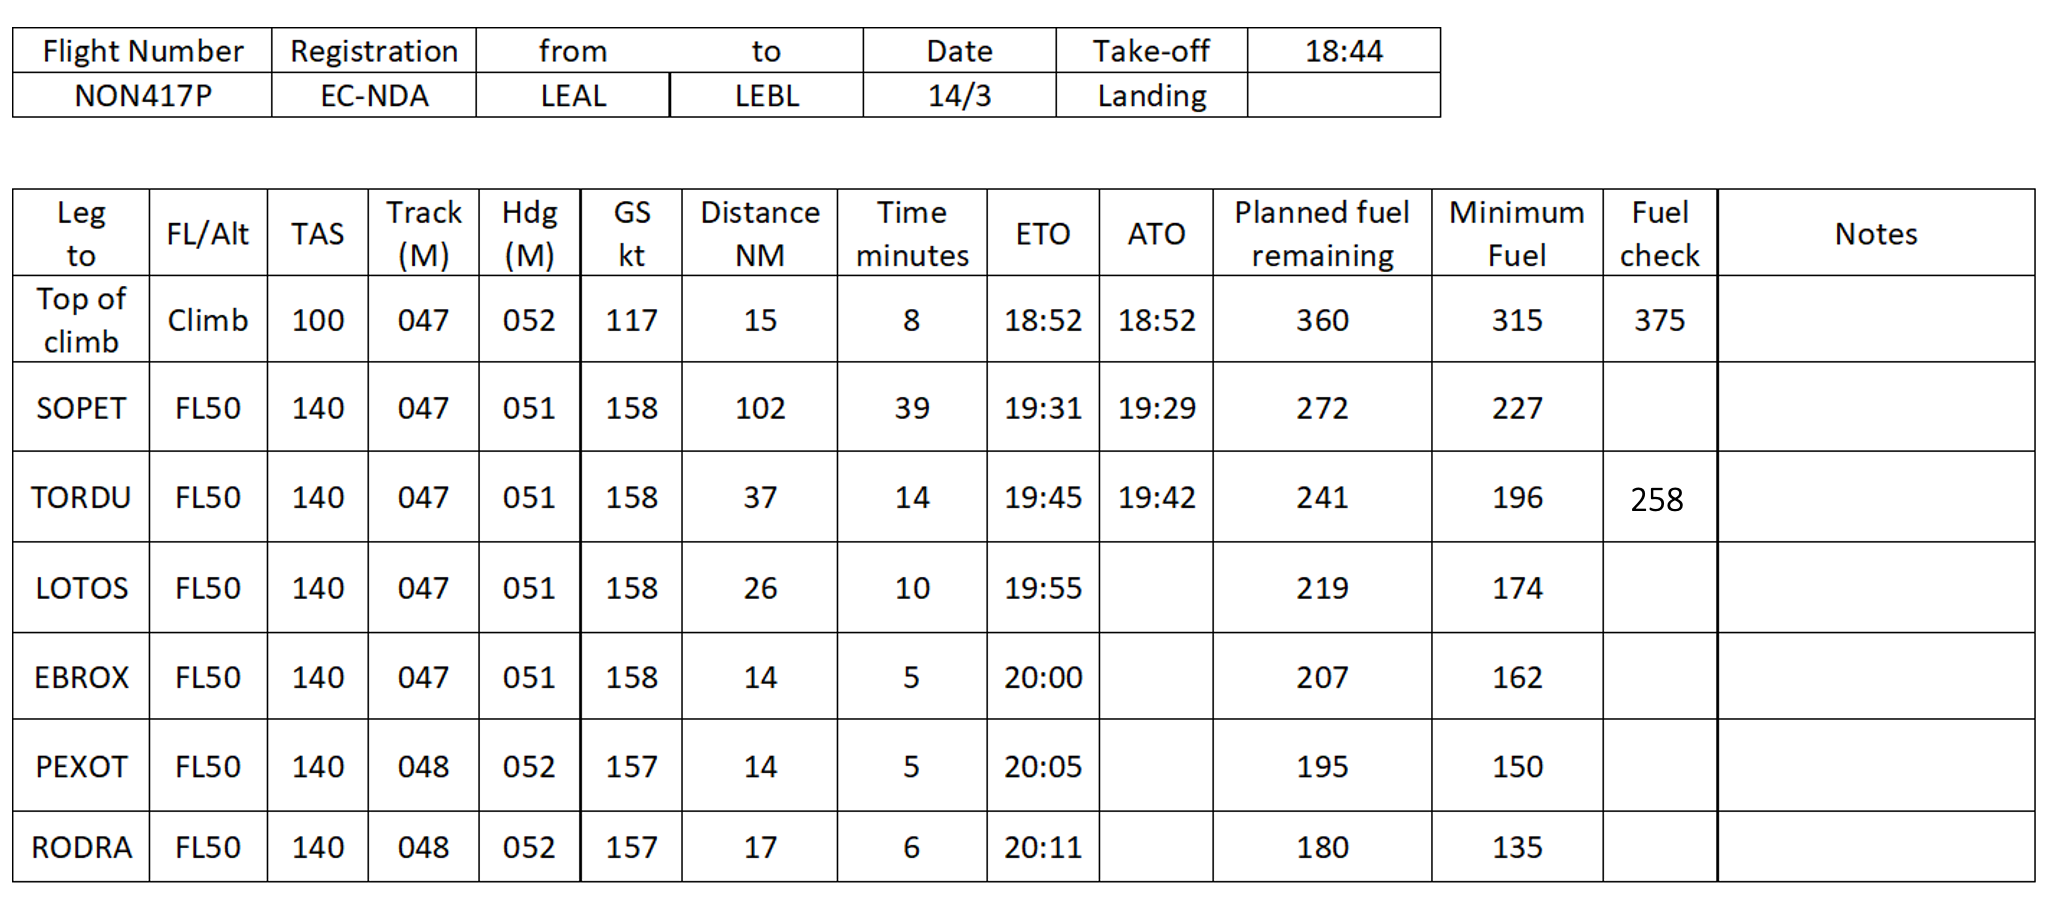 Flight Number Registration from to Date Take-off 18:44
NON417P EC-NDA LEAL LEBL 14/3 Landing
Leg to FL/Alt TAS Track (M) Hdg (M) GS kt Distance NM Time minutes ETO ATO Planned fuel remaining Minimum Fuel Fuel check Notes
Top of climb Climb 100 047 052 117 15 8 18:52 18:52 360 315 375
SOPET FL50 140 047 051 158 102 39 19:31 19:29 272 227
TORDU FL50 140 047 051 158 37 14 19:45 19:42 241 196 258
LOTOS FL50 140 047 051 158 26 10 19:55 219 174
EBROX FL50 140 047 051 158 14 5 20:00 207 162
PEXOT FL50 140 048 052 157 14 5 20:05 195 150
RODRA FL50 140 048 052 157 17 6 20:11 180 135